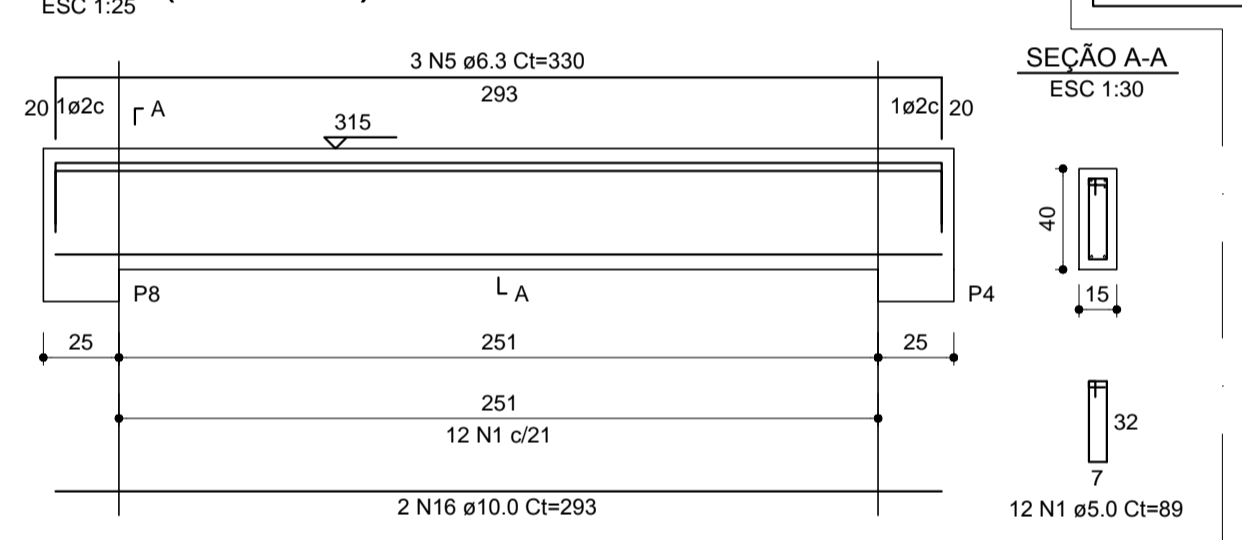 ESC 1:25
3 N5 ø6.3 Ct=330
293
20 1ø2c
A
315
1ø2c 20
P8
A
P4
25
251
25
251
12 N1 c/21
2 N16 ø10.0 Ct=293
SEÇÃO A-A
ESC 1:30
40
15
32
7
12 N1 ø5.0 Ct=89